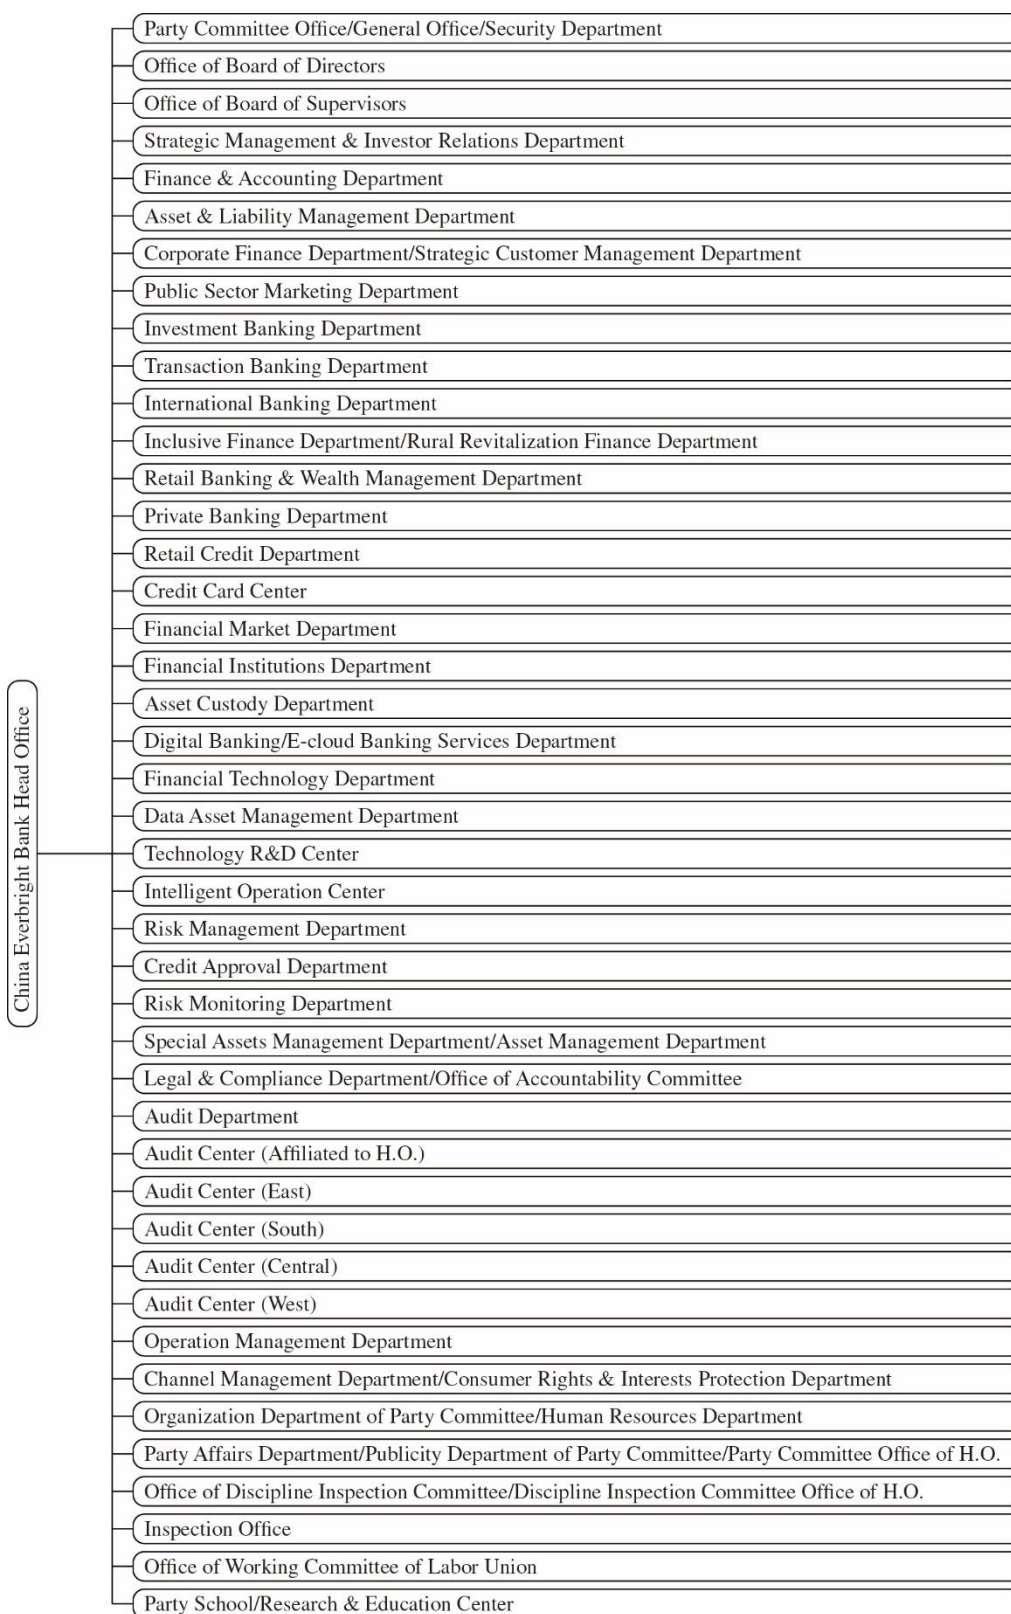 Party Committee Office/General Office/Security Department
Office of Board of Directors
Office of Board of Supervisors
Strategic Management & Investor Relations Department
Finance & Accounting Department
Asset & Liability Management Department
Corporate Finance Department/Strategic Customer Management Department
Public Sector Marketing Department
Investment Banking Department
Transaction Banking Department
International Banking Department
Inclusive Finance Department/Rural Revitalization Finance Department
Retail Banking & Wealth Management Department
Private Banking Department
Retail Credit Department
Credit Card Center
Financial Market Department
Financial Institutions Department
Asset Custody Department
Digital Banking/E-cloud Banking Services Department
Financial Technology Department
Data Asset Management Department
China Everbright Bank Head Office
Technology R&D Center
Intelligent Operation Center
Risk Management Department
Credit Approval Department
Risk Monitoring Department
Special Assets Management Department/Asset Management Department
Legal & Compliance Department/Office of Accountability Committee
Audit Department
Audit Center (Affiliated to H.O.)
Audit Center (East)
Audit Center (South)
Audit Center (Central)
Audit Center (West)
Operation Management Department
Channel Management Department/Consumer Rights & Interests Protection Department
Organization Department of Party Committee/Human Resources Department
Party Affairs Department/Publicity Department of Party Committee/Party Committee Office of H.O.
Office of Discipline Inspection Committee/Discipline Inspection Committee Office of H.O.
Inspection Office
Office of Working Committee of Labor Union
Party School/Research & Education Center